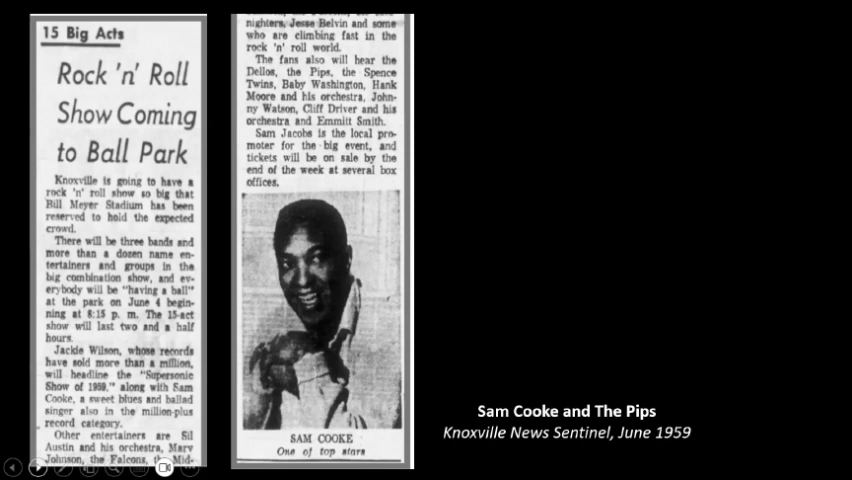 15 Big Acts
Rock 'n' Roll
Show Coming
to Ball Park
Knoxville is going to have a
rock 'n' roll show so big that
Bill Meyer Stadium has been
reserved to hold the expected
crowd.
There will be three bands and
more than a dozen name en-
tertainers and groups in the
big combination show, and ev-
erybody will be "having a ball"
at the park on June 4 begin-
ning at 8:15 p. m. The 15-act
show will last two and a half
hours.
Jackie Wilson, whose records
have sold more than a million,
will headline the "Supersonic
Show of 1959," along with Sam
Cooke, a sweet blues and ballad
singer also in the million-plus
record category.
Other entertainers are Sil
Austin and his orchestra, Marv
Johnson, the Falcons, the Mid-
nighters, Jesse Belvin and some
who are climbing fast in the
rock 'n' roll world.
The fans also will hear the
Dellos, the Pips, the Spence
Twins, Baby Washington, Hank
Moore and his orchestra, John-
ny Watson, Cliff Driver and his
orchestra and Emmitt Smith.
Sam Jacobs is the local pro-
moter for the big event, and
tickets will be on sale by the
end of the week at several box
offices.
SAM COOKE
One of top stars
Sam Cooke and The Pips
Knoxville News Sentinel, June 1959